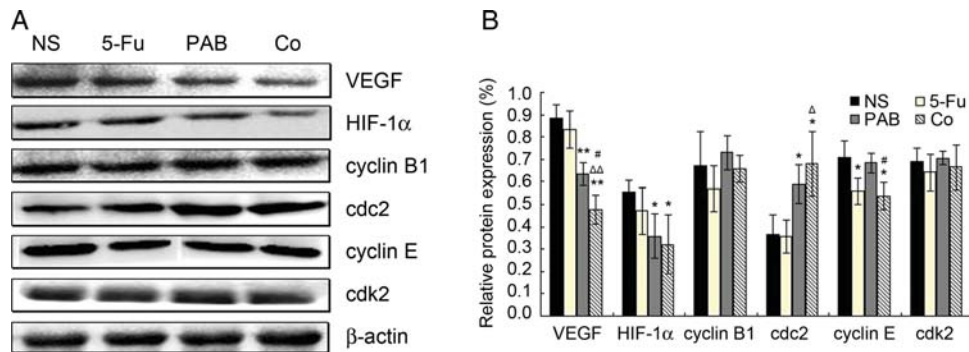 A
NS 5-Fu PAB Co
VEGF
HIF-1α
cyclin B1
cdc2
cyclin E
cdk2
β-actin
B
Relative protein expression (%)
1.0
0.9
0.8
0.7
0.6
0.5
0.4
0.3
0.2
0.1
0.0
NS 5-Fu
PAB Co
**
#
ΔΔ
**
*
*
*
Δ
*
*
#
*
VEGF HIF-1α cyclin B1 cdc2 cyclin E cdk2